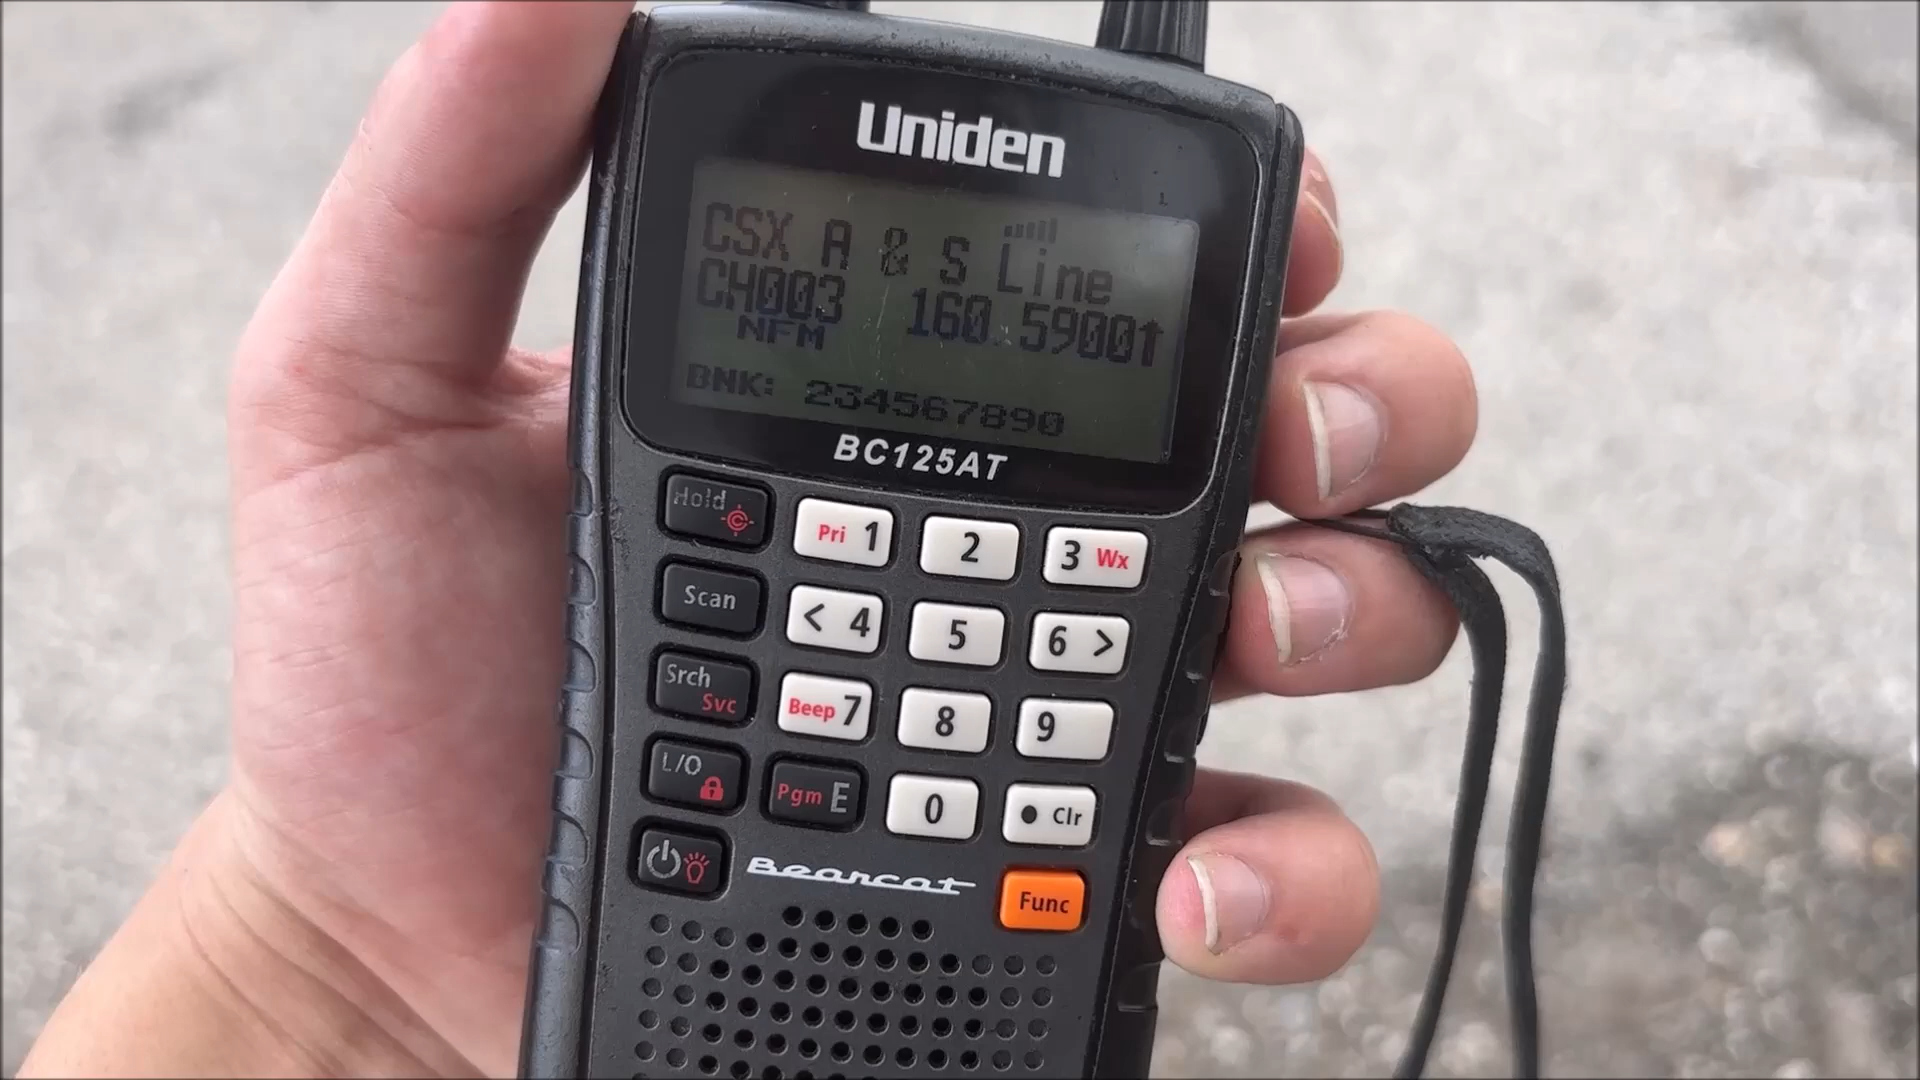 Uniden
L
CSX A & S Line
CH003 160.5900↑
NFM
BNK: 234567890
BC125AT
Hold C
Pri 1
2
3 Wx
Scan
< 4
5
6 >
Srch Svc
Beep 7
8
9
L/O
Pgm E
0
• Clr
Bearcat
Func